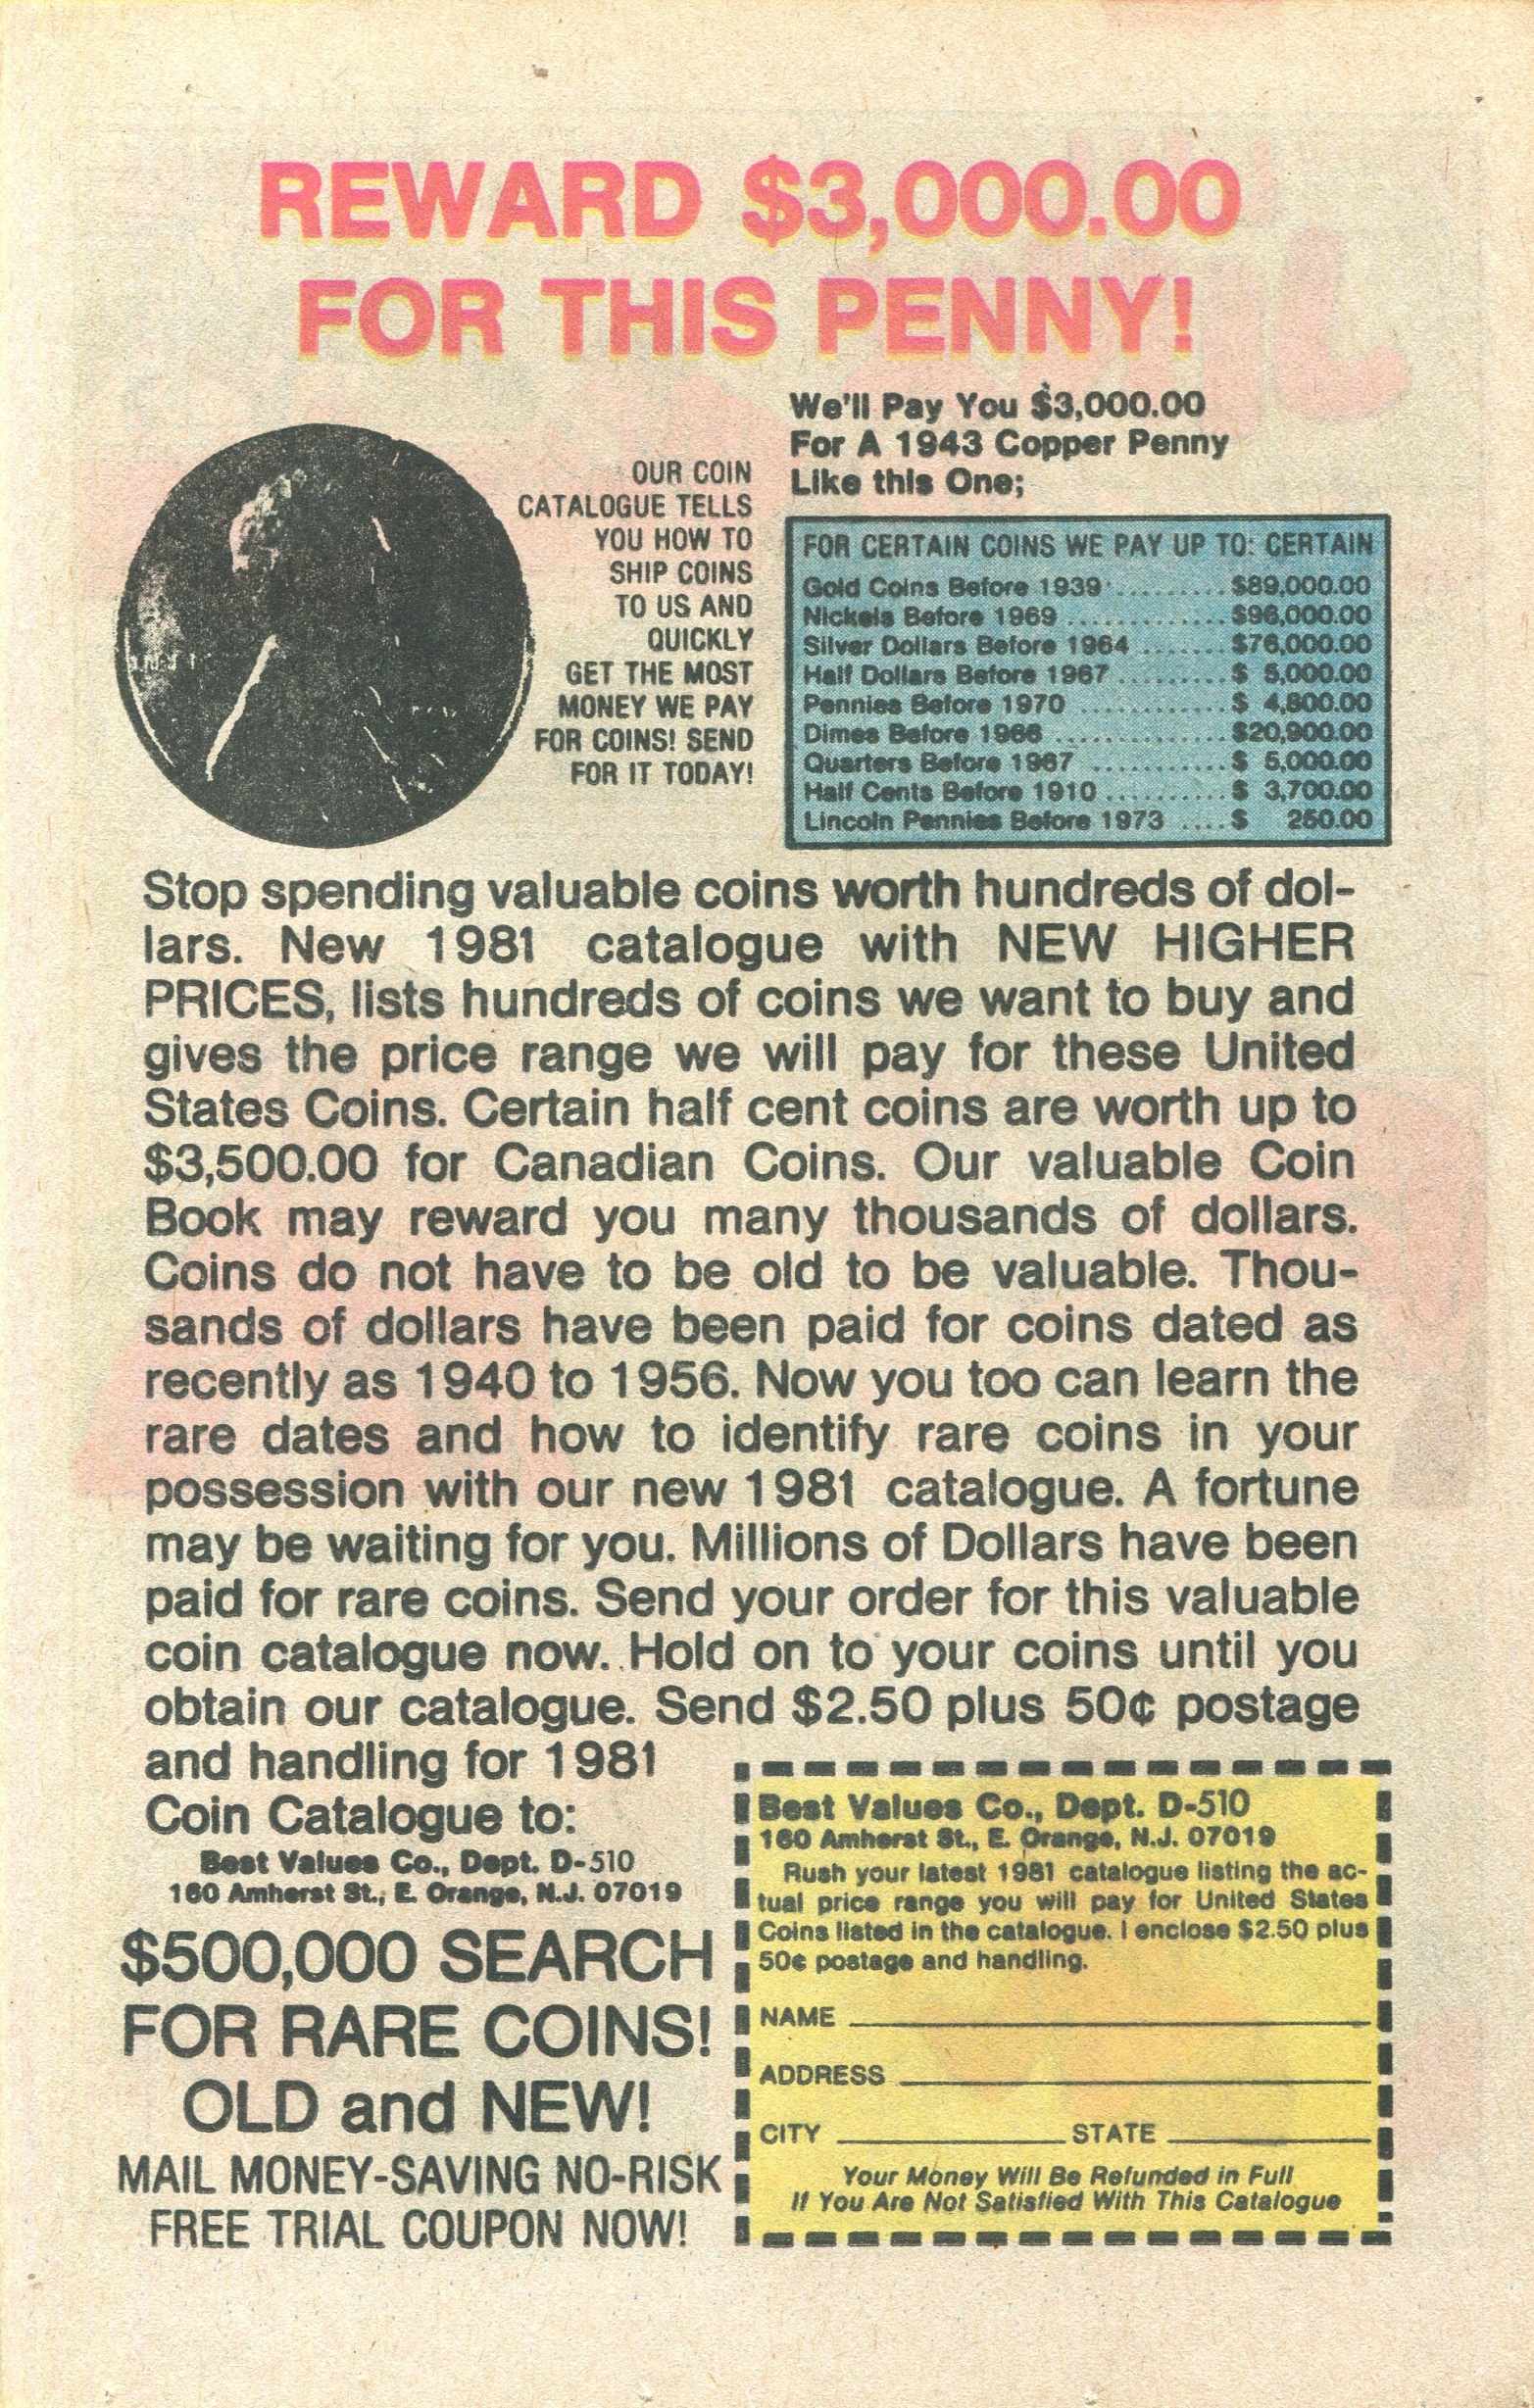 REWARD $3,000.00
FOR THIS PENNY!
We'll Pay You $3,000.00
For A 1943 Copper Penny
Like this One;
OUR COIN
CATALOGUE TELLS
YOU HOW TO
SHIP COINS
TO US AND
QUICKLY
GET THE MOST
MONEY WE PAY
FOR COINS! SEND
FOR IT TODAY!
FOR CERTAIN COINS WE PAY UP TO: CERTAIN
Gold Coins Before 1939 ......... $89,000.00
Nickels Before 1969 ............. $96,000.00
Silver Dollars Before 1964 ....... $76,000.00
Half Dollars Before 1967 ......... $ 5,000.00
Pennies Before 1970 ............ $ 4,800.00
Dimes Before 1966 .............. $20,900.00
Quarters Before 1967 ........... $ 5,000.00
Half Cents Before 1910 .......... $ 3,700.00
Lincoln Pennies Before 1973 .... $ 250.00
Stop spending valuable coins worth hundreds of dol-
lars. New 1981 catalogue with NEW HIGHER
PRICES, lists hundreds of coins we want to buy and
gives the price range we will pay for these United
States Coins. Certain half cent coins are worth up to
$3,500.00 for Canadian Coins. Our valuable Coin
Book may reward you many thousands of dollars.
Coins do not have to be old to be valuable. Thou-
sands of dollars have been paid for coins dated as
recently as 1940 to 1956. Now you too can learn the
rare dates and how to identify rare coins in your
possession with our new 1981 catalogue. A fortune
may be waiting for you. Millions of Dollars have been
paid for rare coins. Send your order for this valuable
coin catalogue now. Hold on to your coins until you
obtain our catalogue. Send $2.50 plus 50¢ postage
and handling for 1981
Coin Catalogue to:
Best Values Co., Dept. D-510
160 Amherst St., E. Orange, N.J. 07019
$500,000 SEARCH
FOR RARE COINS!
OLD and NEW!
MAIL MONEY-SAVING NO-RISK
FREE TRIAL COUPON NOW!
Best Values Co., Dept. D-510
160 Amherst St., E. Orange, N.J. 07019
Rush your latest 1981 catalogue listing the ac-
tual price range you will pay for United States
Coins listed in the catalogue. I enclose $2.50 plus
50¢ postage and handling.
NAME
ADDRESS
CITY STATE
Your Money Will Be Refunded in Full
If You Are Not Satisfied With This Catalogue